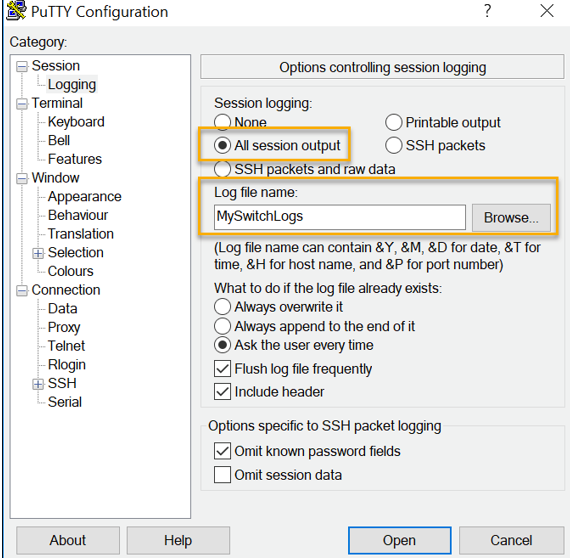 PuTTY Configuration
?
Category:
Session
Logging
Terminal
Keyboard
Bell
Features
Window
Appearance
Behaviour
Translation
Selection
Colours
Connection
Data
Proxy
Telnet
Rlogin
SSH
Serial
Options controlling session logging
Session logging:
None
Printable output
All session output
SSH packets
SSH packets and raw data
Log file name:
MySwitchLogs
Browse...
(Log file name can contain &Y, &M, &D for date, &T for
time, &H for host name, and &P for port number)
What to do if the log file already exists:
Always overwrite it
Always append to the end of it
Ask the user every time
Flush log file frequently
Include header
Options specific to SSH packet logging
Omit known password fields
Omit session data
About
Help
Open
Cancel